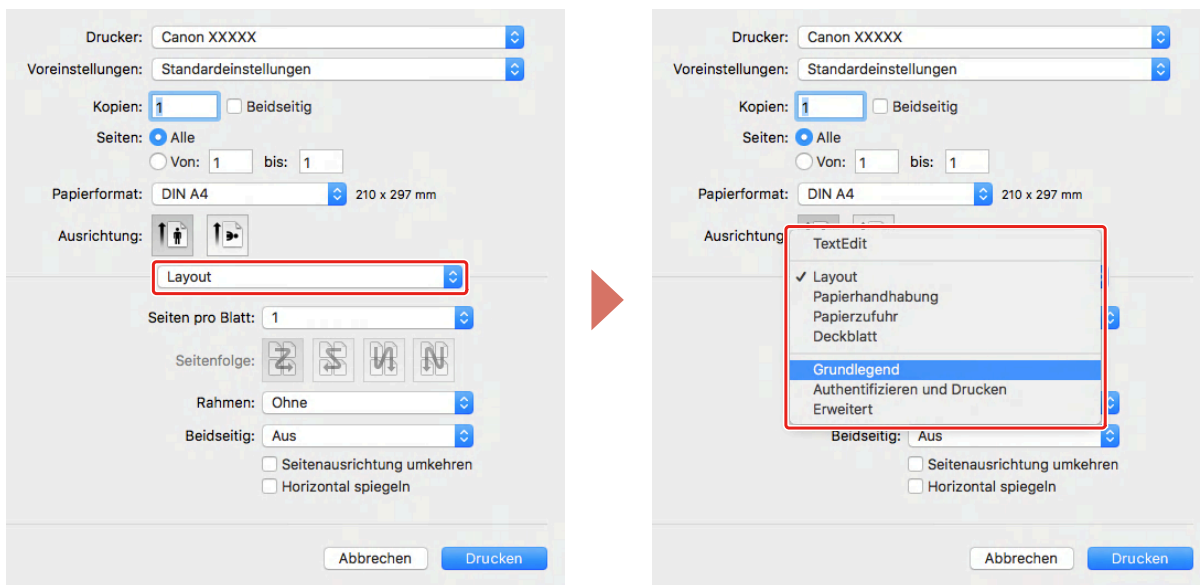 Drucker: Canon XXXXX
Voreinstellungen: Standardeinstellungen
Kopien: 1 Beidseitig
Seiten: Alle
Von: 1 bis: 1
Papierformat: DIN A4 210 x 297 mm
Ausrichtung:
Layout
Seiten pro Blatt: 1
Seitenfolge:
Rahmen: Ohne
Beidseitig: Aus
Seitenausrichtung umkehren
Horizontal spiegeln
Abbrechen Drucken
Drucker: Canon XXXXX
Voreinstellungen: Standardeinstellungen
Kopien: 1 Beidseitig
Seiten: Alle
Von: 1 bis: 1
Papierformat: DIN A4 210 x 297 mm
Ausrichtung
TextEdit
✓ Layout
Papierhandhabung
Papierzufuhr
Deckblatt
Grundlegend
Authentifizieren und Drucken
Erweitert
Beidseitig: Aus
Seitenausrichtung umkehren
Horizontal spiegeln
Abbrechen Drucken